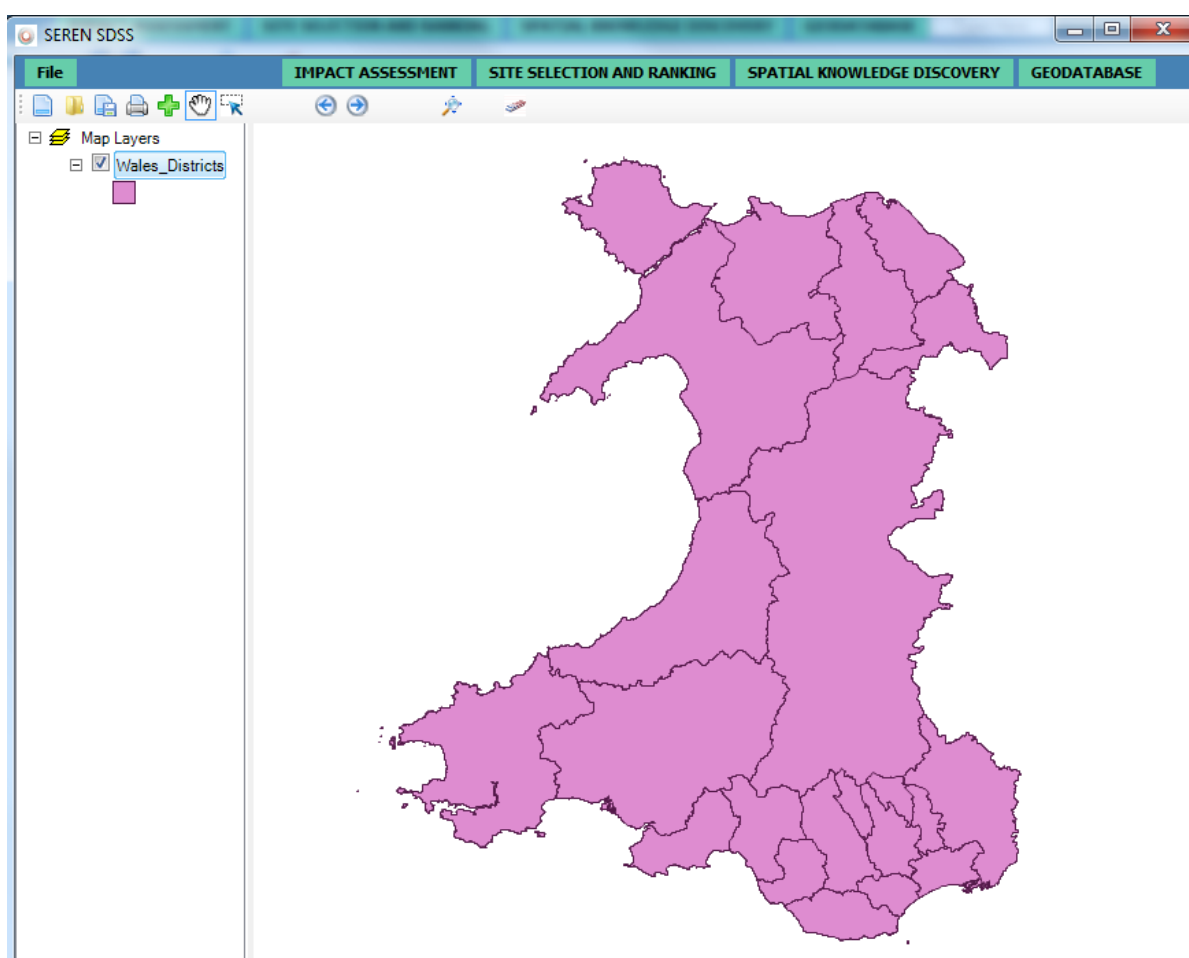 SEREN SDSS
File IMPACT ASSESSMENT SITE SELECTION AND RANKING SPATIAL KNOWLEDGE DISCOVERY GEODATABASE
Map Layers
Wales_Districts